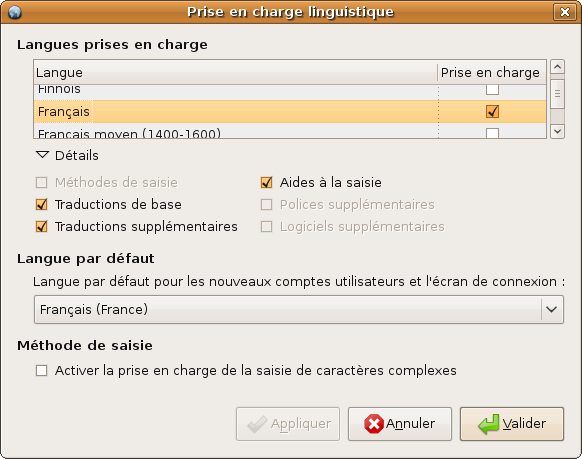 Prise en charge linguistique
Langues prises en charge
Langue Prise en charge
Finnois
Français
Français moyen (1400-1600)
Détails
Méthodes de saisie Aides à la saisie
Traductions de base Polices supplémentaires
Traductions supplémentaires Logiciels supplémentaires
Langue par défaut
Langue par défaut pour les nouveaux comptes utilisateurs et l'écran de connexion :
Français (France)
Méthode de saisie
Activer la prise en charge de la saisie de caractères complexes
Appliquer Annuler Valider